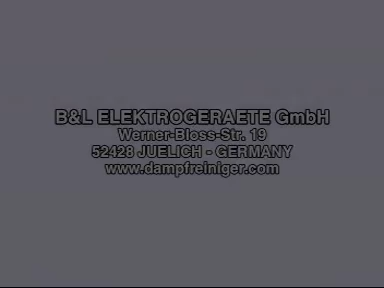 B&L ELEKTROGERAETE GmbH
Werner-Bloss-Str. 19
52428 JUELICH - GERMANY
www.dampfreiniger.com